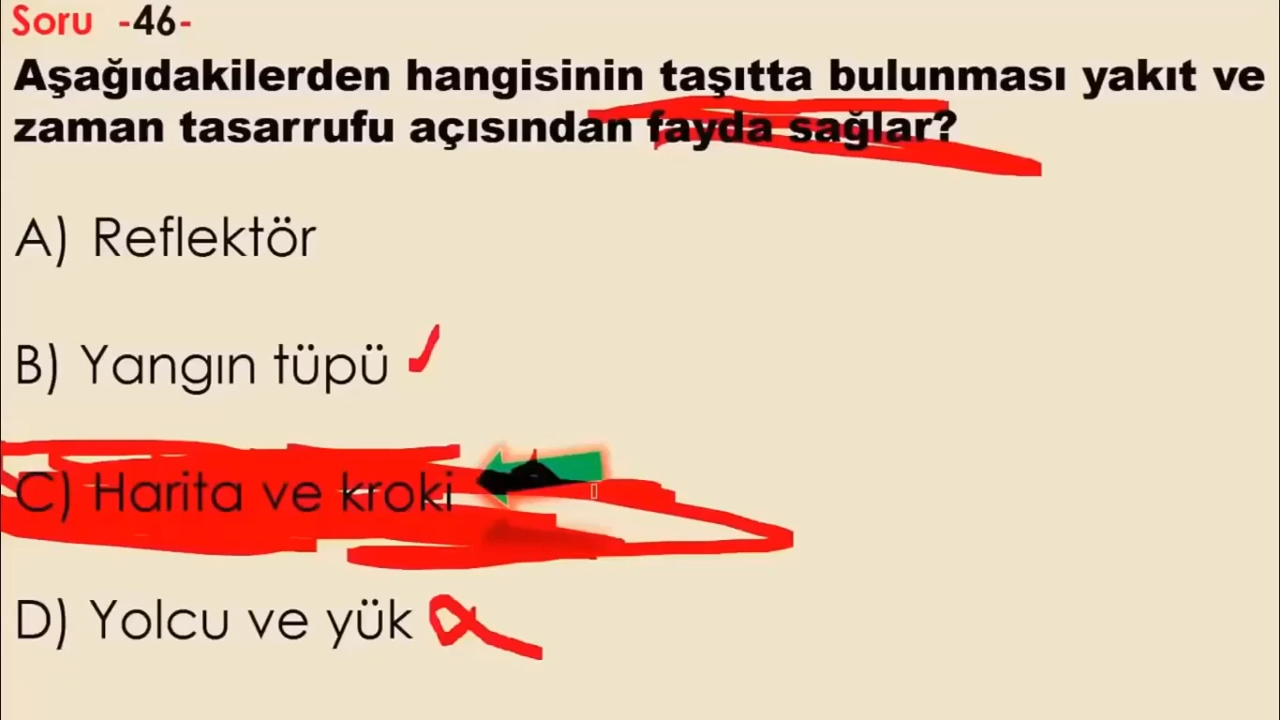 Soru -46-
Aşağıdakilerden hangisinin taşıtta bulunması yakıt ve
zaman tasarrufu açısından fayda sağlar?
A) Reflektör
B) Yangın tüpü
C) Harita ve kroki
D) Yolcu ve yük